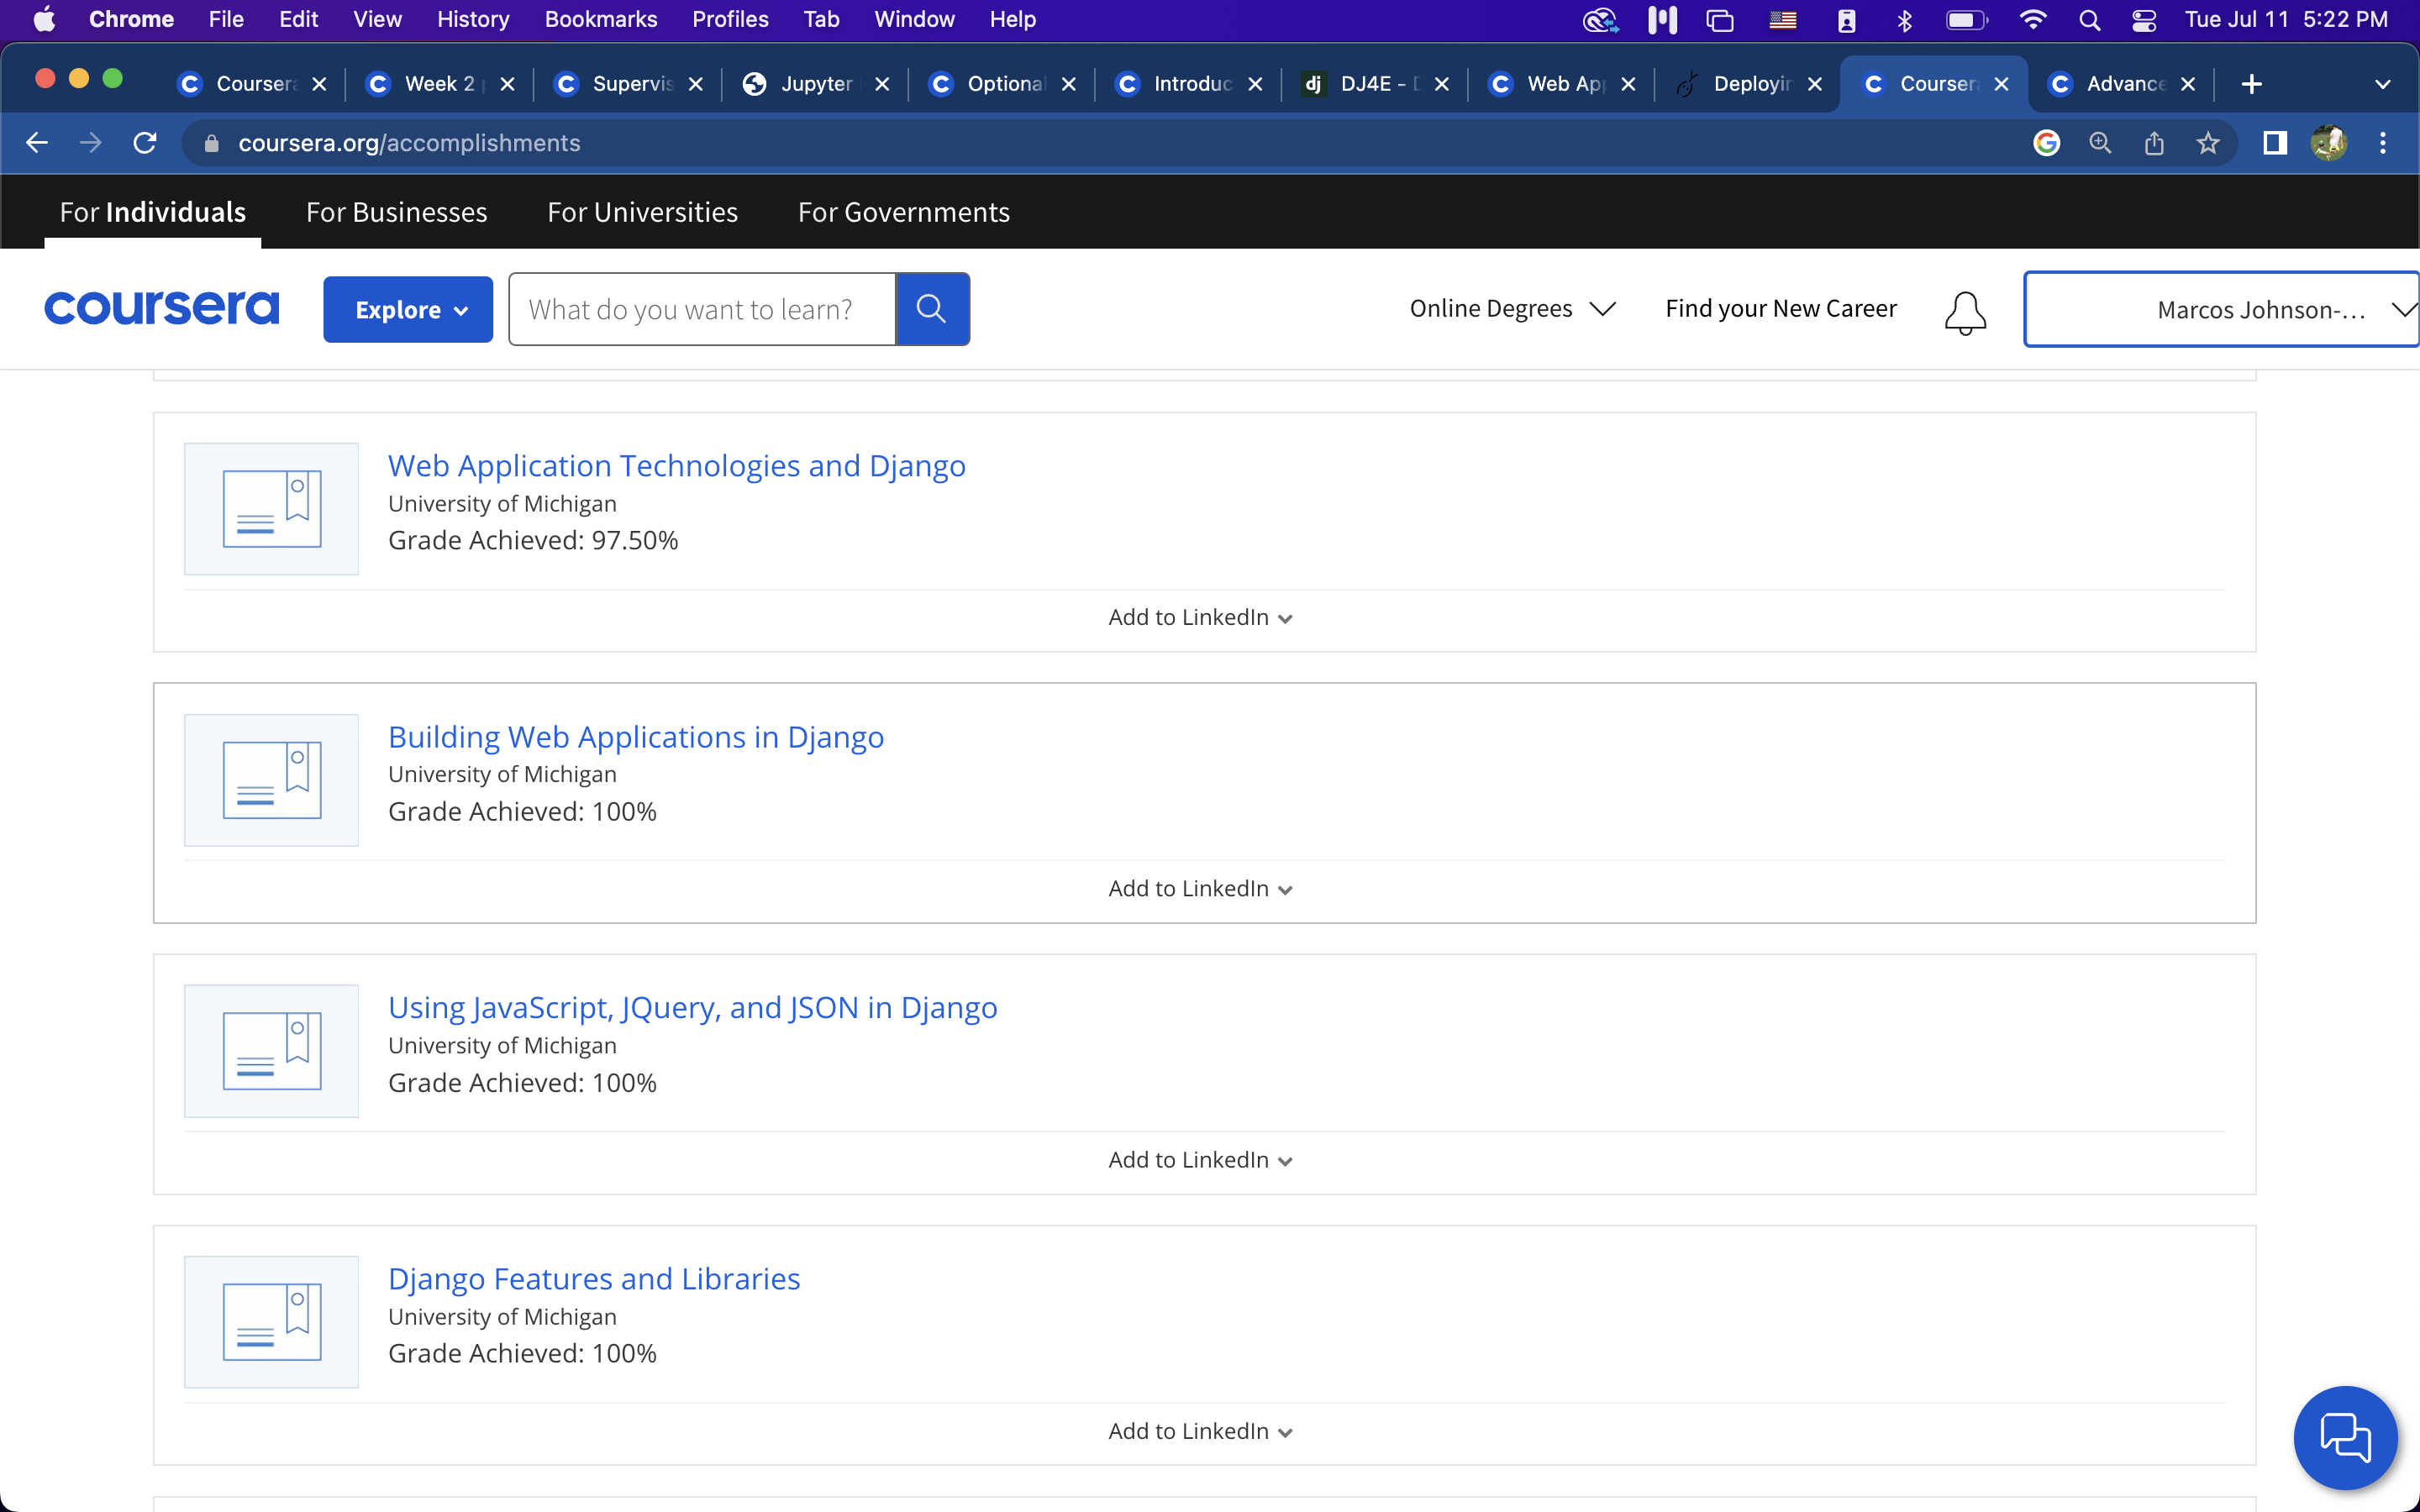 Chrome File Edit View History Bookmarks Profiles Tab Window Help Tue Jul 11 5:22 PM
Coursera Week 2 Supervis Jupyter Optional Introduc dj DJ4E - Web App Deployin Coursera Advance
coursera.org/accomplishments
For Individuals For Businesses For Universities For Governments
coursera Explore What do you want to learn? Online Degrees Find your New Career Marcos Johnson-...
Web Application Technologies and Django
University of Michigan
Grade Achieved: 97.50%
Add to LinkedIn
Building Web Applications in Django
University of Michigan
Grade Achieved: 100%
Add to LinkedIn
Using JavaScript, JQuery, and JSON in Django
University of Michigan
Grade Achieved: 100%
Add to LinkedIn
Django Features and Libraries
University of Michigan
Grade Achieved: 100%
Add to LinkedIn